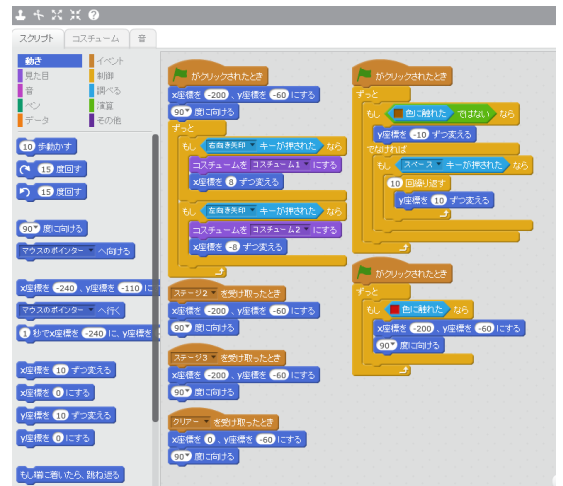 スクリプト コスチューム 音
動き イベント
見た目 制御
音 調べる
ペン 演算
データ その他
10 歩動かす
15 度回す
15 度回す
90 度に向ける
マウスのポインター へ向ける
x座標を -240 、y座標を -110 に
マウスのポインター へ行く
1 秒でx座標を -240 に、y座標を
x座標を 10 ずつ変える
x座標を 0 にする
y座標を 10 ずつ変える
y座標を 0 にする
もし端に着いたら、跳ね返る
がクリックされたとき
x座標を -200 、y座標を -60 にする
90 度に向ける
ずっと
もし 右向き矢印 キーが押された なら
コスチュームを コスチューム1 にする
x座標を 8 ずつ変える
もし 左向き矢印 キーが押された なら
コスチュームを コスチューム2 にする
x座標を -8 ずつ変える
ステージ2 を受け取ったとき
x座標を -200 、y座標を -60 にする
90 度に向ける
ステージ3 を受け取ったとき
x座標を -200 、y座標を -60 にする
90 度に向ける
クリアー を受け取ったとき
x座標を 0 、y座標を -60 にする
90 度に向ける
がクリックされたとき
ずっと
もし 色に触れた ではない なら
y座標を -10 ずつ変える
でなければ
もし スペース キーが押された なら
10 回繰り返す
y座標を 10 ずつ変える
がクリックされたとき
ずっと
もし 色に触れた なら
x座標を -200 、y座標を -60 にする
90 度に向ける